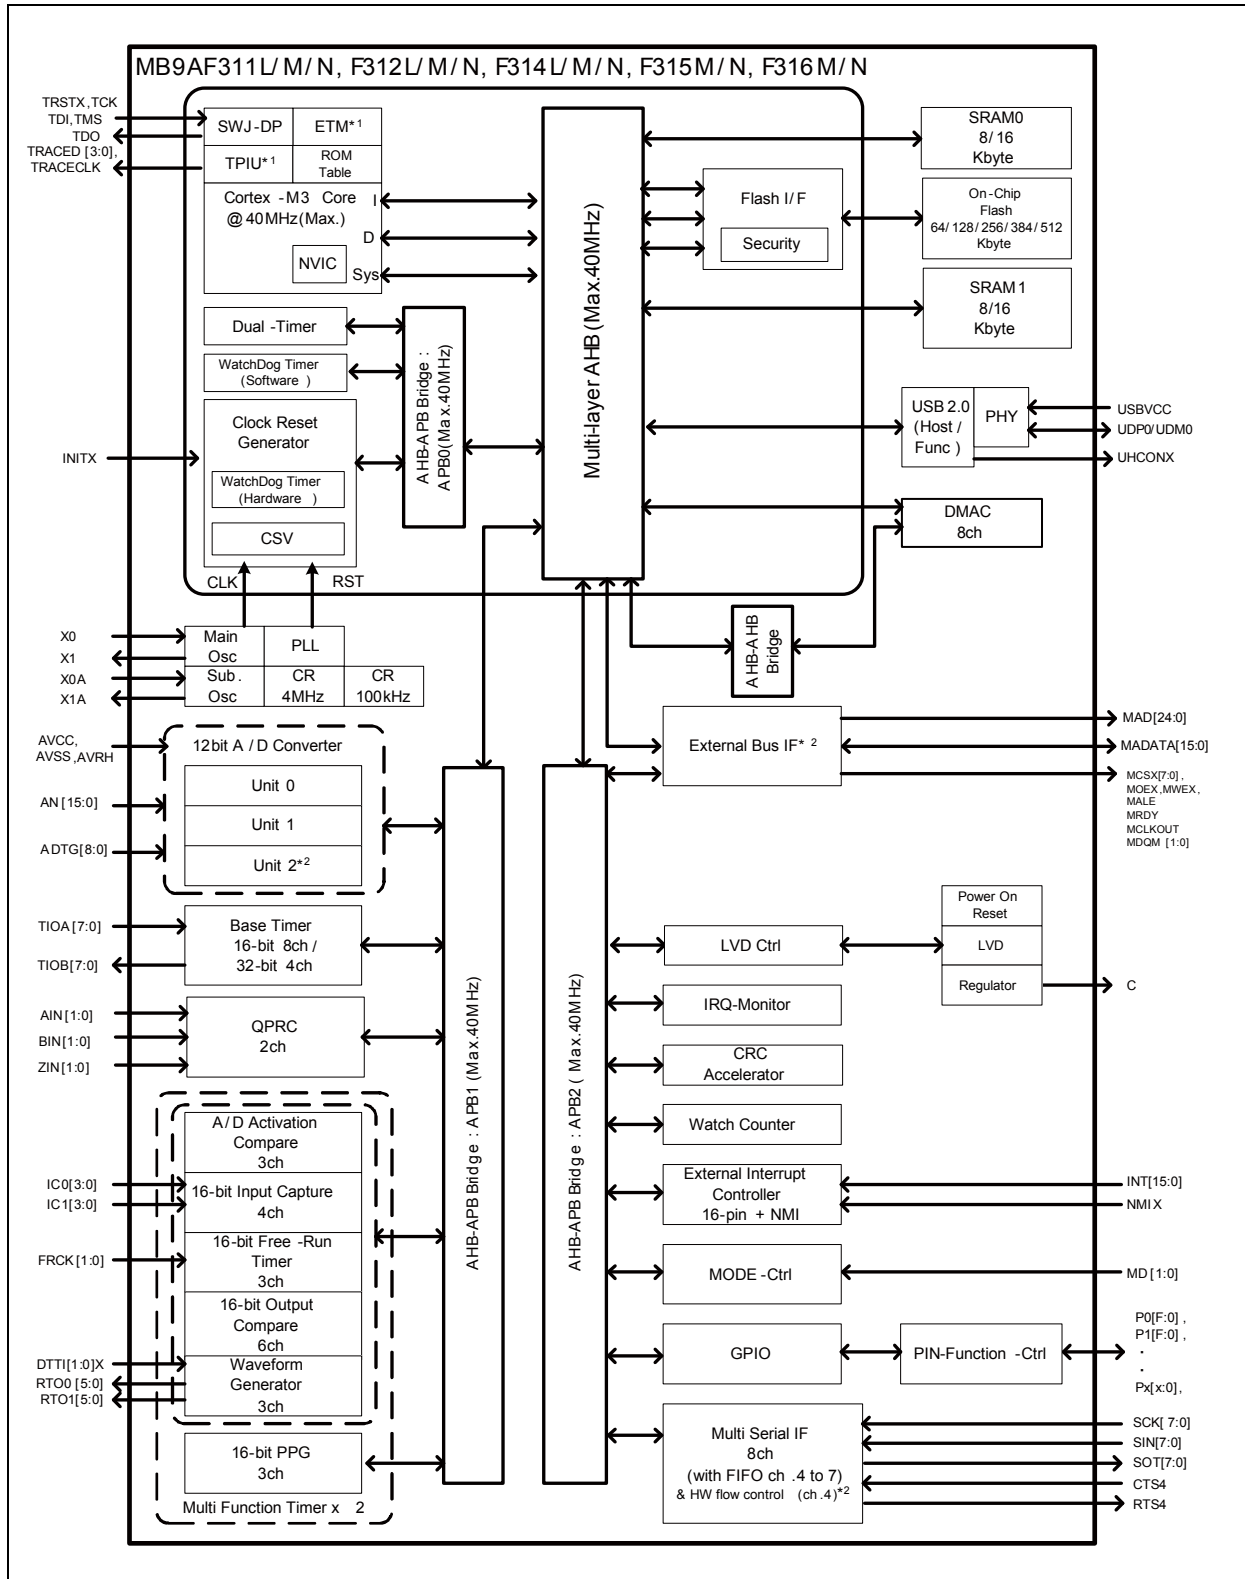 MB9AF311L/M/N, F312L/M/N, F314L/M/N, F315M/N, F316M/N
TRSTX,TCK
TDI,TMS
TDO
TRACED [3:0],
TRACECLK
SWJ-DP
ETM*1
TPIU*1
ROM
Table
Cortex -M3 Core
@40MHz(Max.)
I
D
Sys
NVIC
Dual -Timer
WatchDog Timer
(Software )
Clock Reset
Generator
WatchDog Timer
(Hardware )
CSV
CLK
RST
INITX
AHB-APB Bridge :
APB0(Max.40MHz)
Multi-layer AHB (Max.40MHz)
Flash I/F
Security
SRAM0
8/16
Kbyte
On-Chip
Flash
64/128/256/384/512
Kbyte
SRAM1
8/16
Kbyte
USB 2.0
(Host /
Func )
PHY
USBVCC
UDP0/UDM0
UHCONX
DMAC
8ch
AHB-AHB
Bridge
X0
X1
X0A
X1A
Main
Osc
PLL
Sub.
Osc
CR
4MHz
CR
100kHz
AVCC,
AVSS,AVRH
AN[15:0]
ADTG[8:0]
12bit A/D Converter
Unit 0
Unit 1
Unit 2*2
TIOA[7:0]
TIOB[7:0]
Base Timer
16-bit 8ch /
32-bit 4ch
AIN[1:0]
BIN[1:0]
ZIN[1:0]
QPRC
2ch
IC0[3:0]
IC1[3:0]
FRCK[1:0]
DTTI[1:0]X
RTO0[5:0]
RTO1[5:0]
A/D Activation
Compare
3ch
16-bit Input Capture
4ch
16-bit Free -Run
Timer
3ch
16-bit Output
Compare
6ch
Waveform
Generator
3ch
16-bit PPG
3ch
Multi Function Timer x 2
AHB-APB Bridge : APB1 (Max.40MHz)
AHB-APB Bridge : APB2 (Max.40MHz)
External Bus IF*2
MAD[24:0]
MADATA[15:0]
MCSX[7:0],
MOEX,MWEX,
MALE
MRDY
MCLKOUT
MDQM [1:0]
LVD Ctrl
Power On
Reset
LVD
Regulator
C
IRQ-Monitor
CRC
Accelerator
Watch Counter
External Interrupt
Controller
16-pin + NMI
INT[15:0]
NMIX
MODE -Ctrl
MD[1:0]
GPIO
PIN-Function -Ctrl
P0[F:0],
P1[F:0],
.
.
Px[x:0],
Multi Serial IF
8ch
(with FIFO ch .4 to 7)
& HW flow control (ch.4)*2
SCK[7:0]
SIN[7:0]
SOT[7:0]
CTS4
RTS4